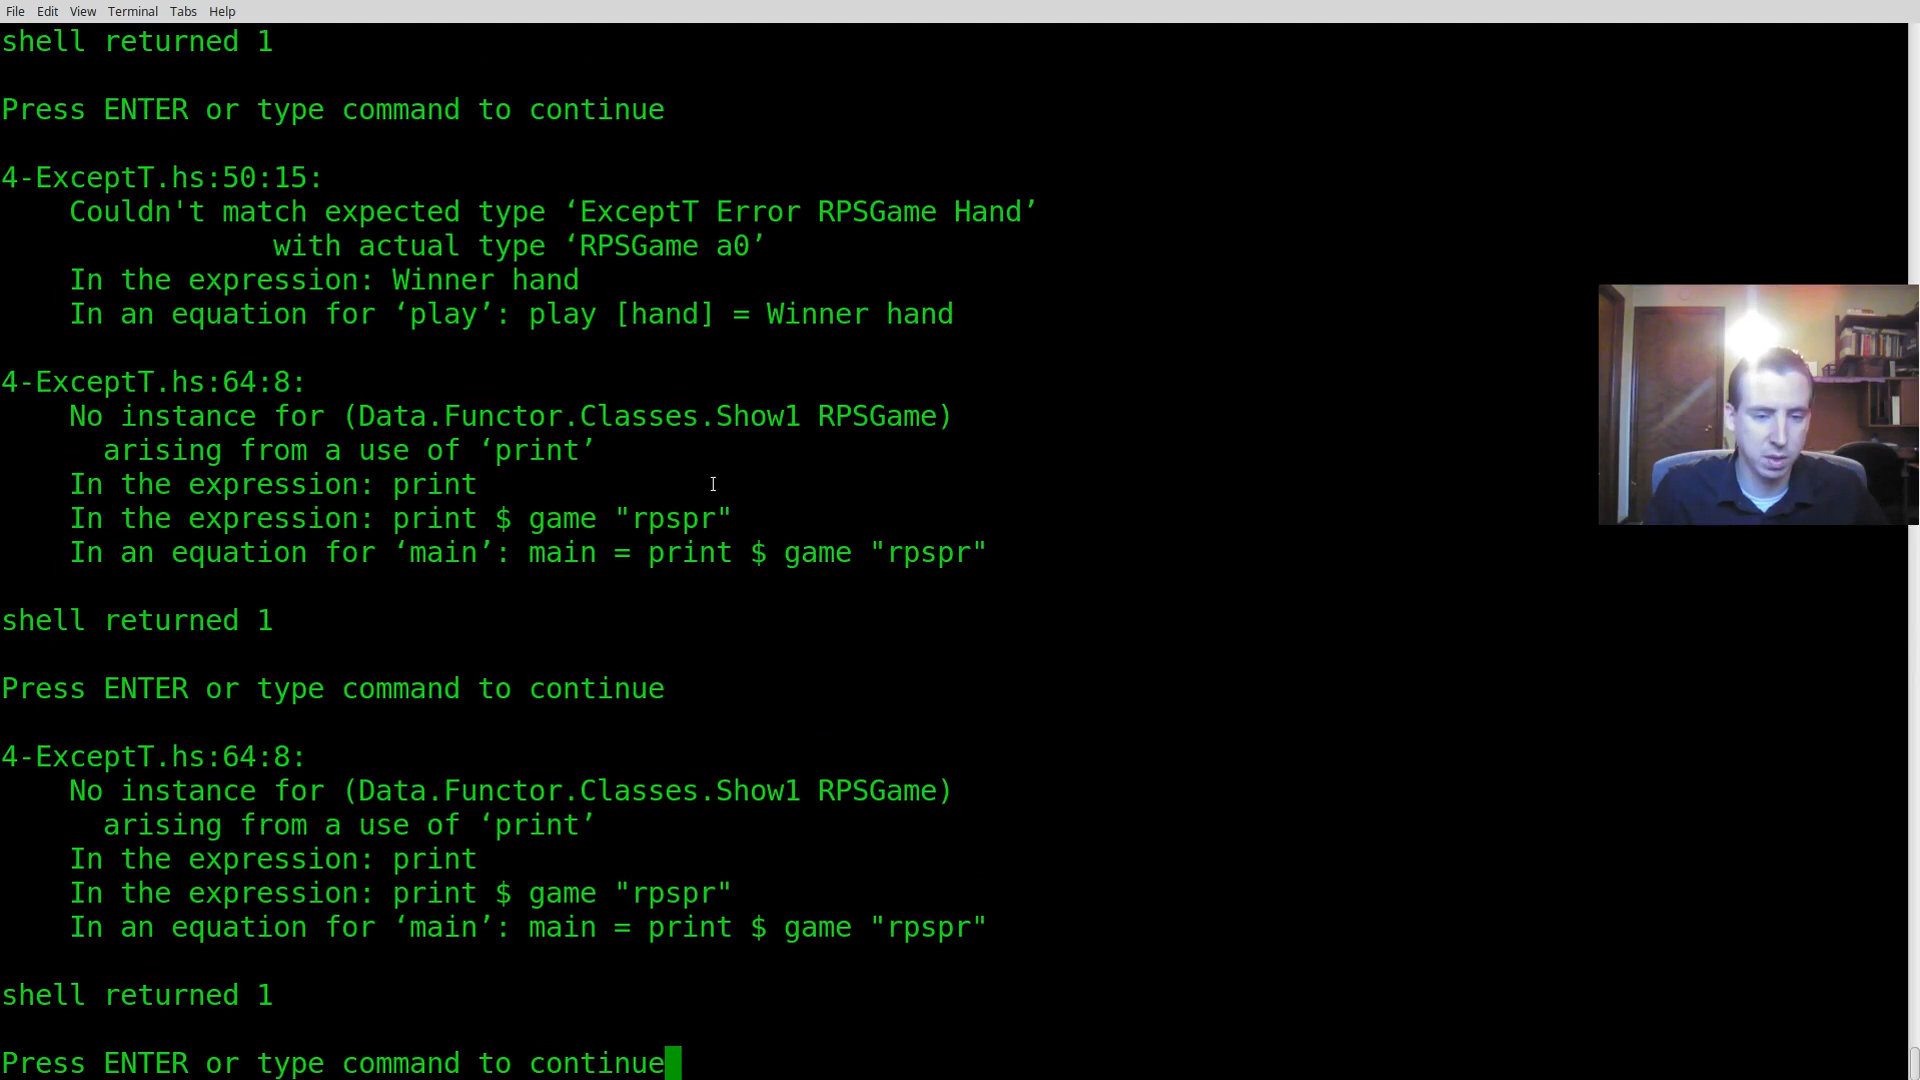 File Edit View Terminal Tabs Help
shell returned 1
Press ENTER or type command to continue
4-ExceptT.hs:50:15:
Couldn't match expected type ‘ExceptT Error RPSGame Hand’
with actual type ‘RPSGame a0’
In the expression: Winner hand
In an equation for ‘play’: play [hand] = Winner hand
4-ExceptT.hs:64:8:
No instance for (Data.Functor.Classes.Show1 RPSGame)
arising from a use of ‘print’
In the expression: print
In the expression: print $ game "rpspr"
In an equation for ‘main’: main = print $ game "rpspr"
shell returned 1
Press ENTER or type command to continue
4-ExceptT.hs:64:8:
No instance for (Data.Functor.Classes.Show1 RPSGame)
arising from a use of ‘print’
In the expression: print
In the expression: print $ game "rpspr"
In an equation for ‘main’: main = print $ game "rpspr"
shell returned 1
Press ENTER or type command to continue